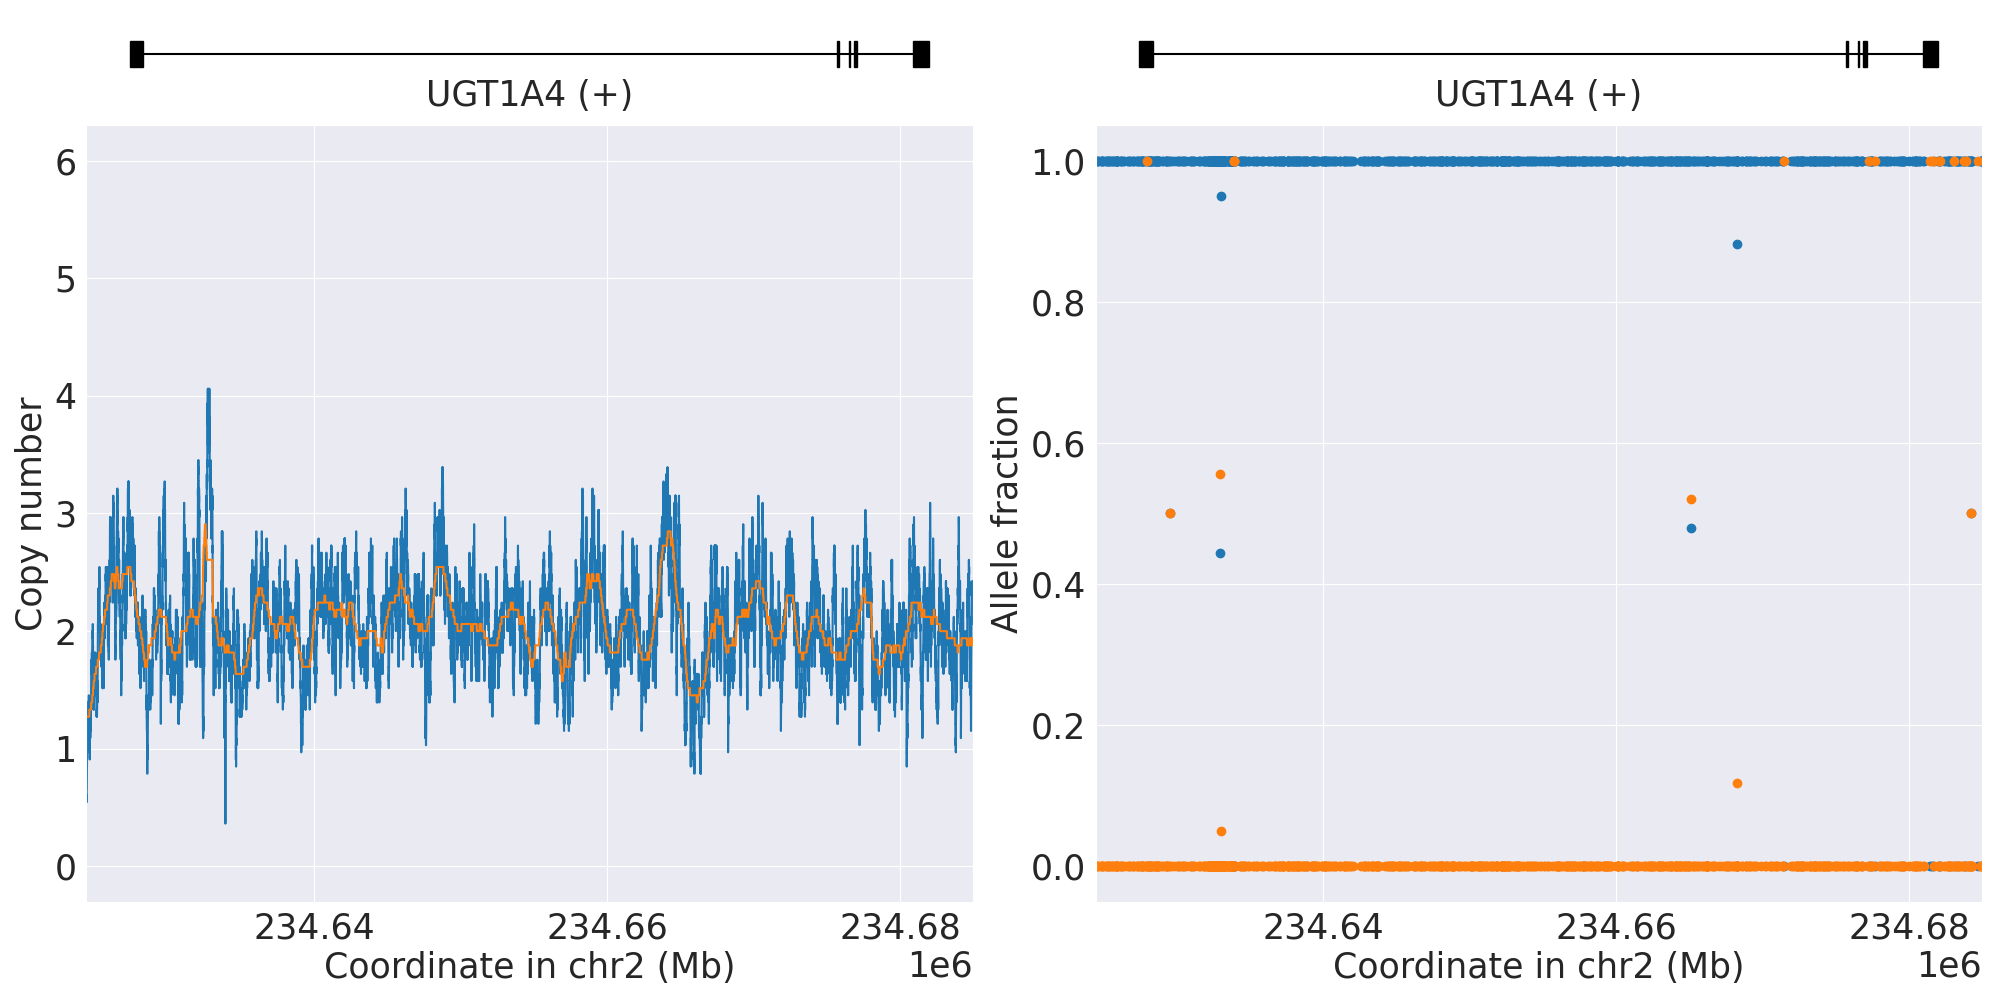 UGT1A4 (+)
6
5
4
3
2
1
0
Copy number
234.64
234.66
234.68
Coordinate in chr2 (Mb)
1e6
UGT1A4 (+)
1.0
0.8
0.6
0.4
0.2
0.0
Allele fraction
234.64
234.66
234.68
Coordinate in chr2 (Mb)
1e6